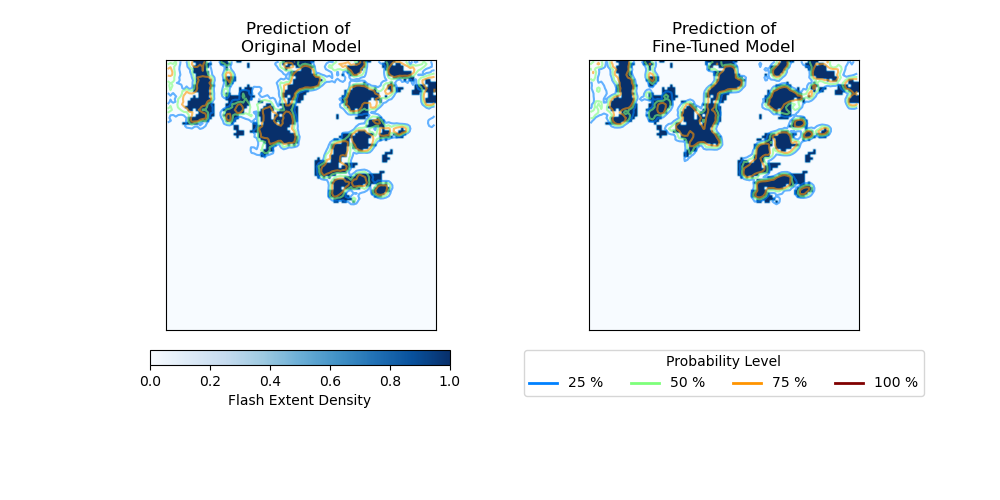 Prediction of
Original Model
Prediction of
Fine-Tuned Model
0.0 0.2 0.4 0.6 0.8 1.0
Flash Extent Density
Probability Level
25 % 50 % 75 % 100 %